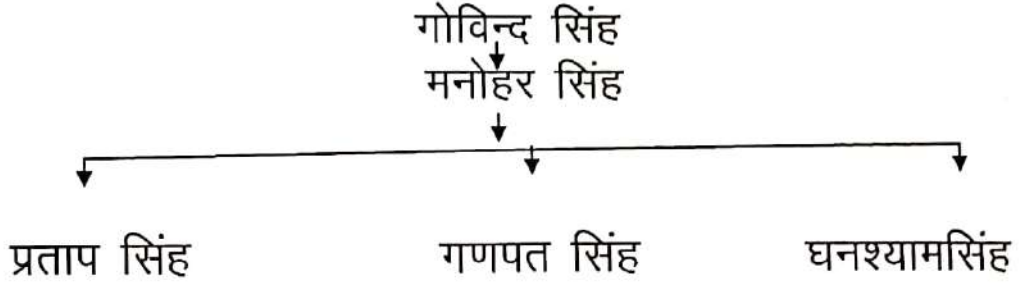 गोविन्द सिंह
मनोहर सिंह
प्रताप सिंह गणपत सिंह घनश्यामसिंह